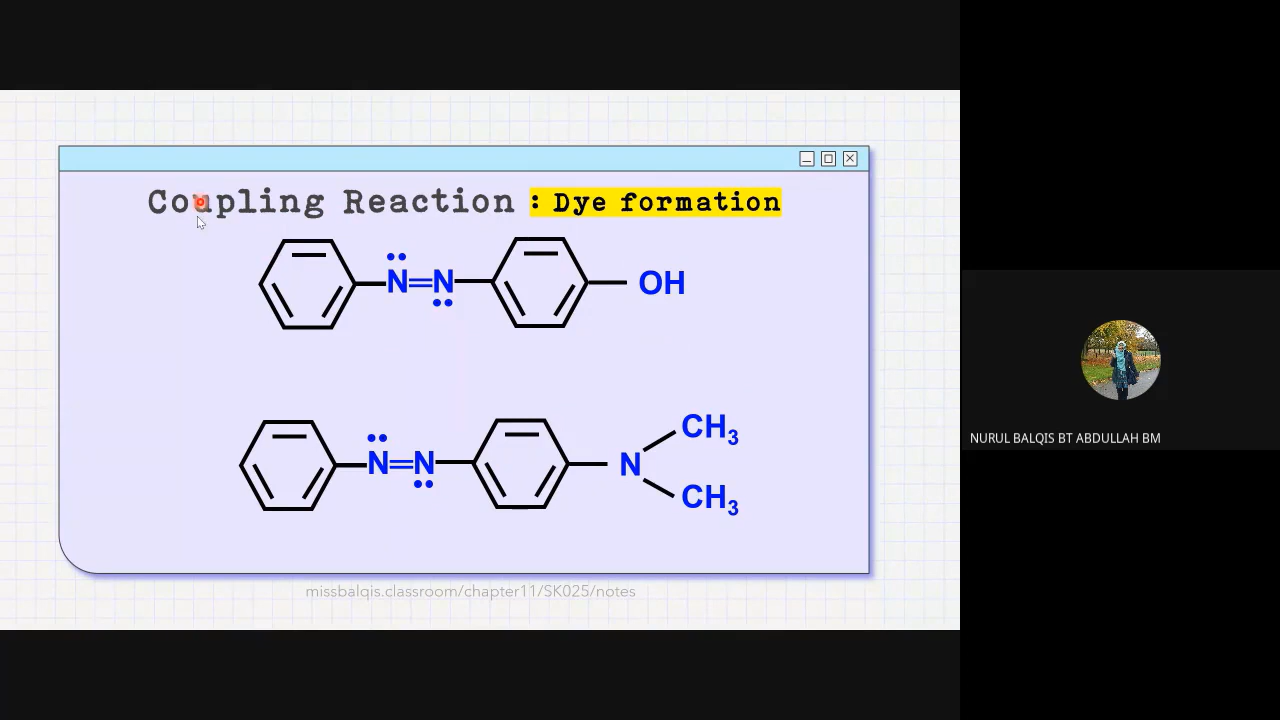 Coupling Reaction : Dye formation
N=N OH
CH3
N=N N
CH3
missbalqis.classroom/chapter11/SK025/notes
NURUL BALQIS BT ABDULLAH BM